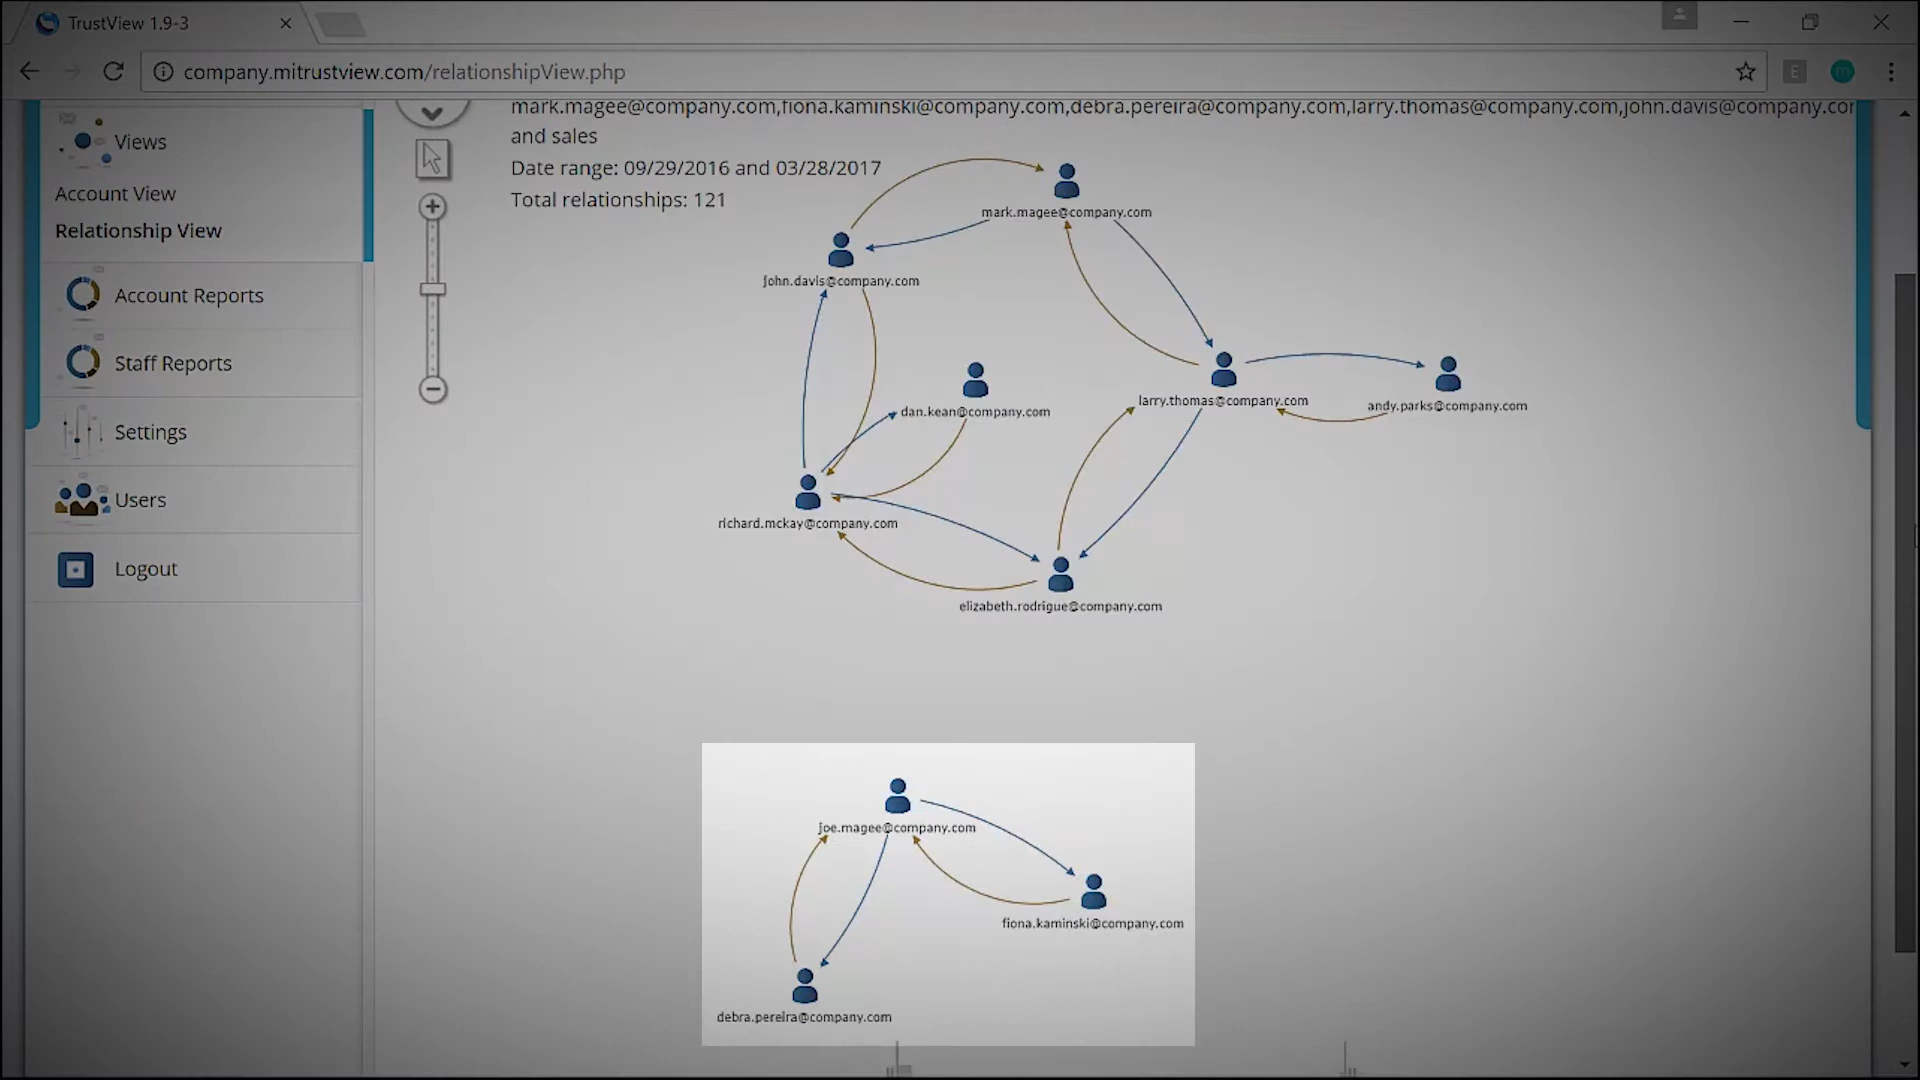 TrustView 1.9-3
company.mitrustview.com/relationshipView.php
E
m
mark.magee@company.com,fiona.kaminski@company.com,debra.pereira@company.com,larry.thomas@company.com,john.davis@company.cor
and sales
Date range: 09/29/2016 and 03/28/2017
Total relationships: 121
Views
Account View
Relationship View
Account Reports
Staff Reports
Settings
Users
Logout
mark.magee@company.com
john.davis@company.com
larry.thomas@company.com
andy.parks@company.com
dan.kean@company.com
richard.mckay@company.com
elizabeth.rodrigue@company.com
joe.magee@company.com
fiona.kaminski@company.com
debra.pereira@company.com